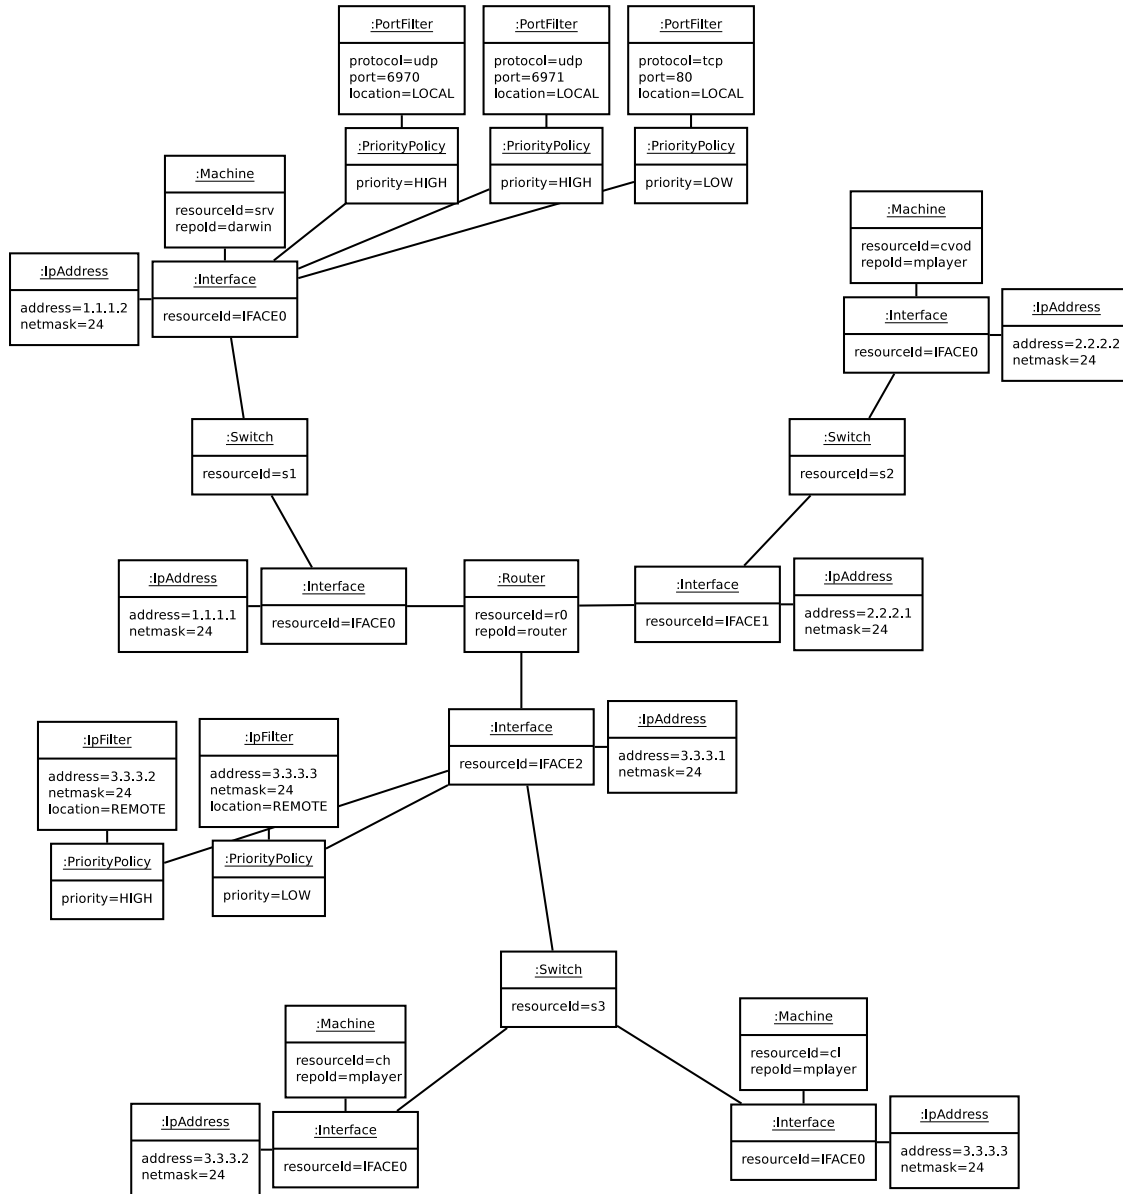 :PortFilter
protocol=udp
port=6970
location=LOCAL
:PortFilter
protocol=udp
port=6971
location=LOCAL
:PortFilter
protocol=tcp
port=80
location=LOCAL
:PriorityPolicy
priority=HIGH
:PriorityPolicy
priority=HIGH
:PriorityPolicy
priority=LOW
:Machine
resourceId=srv
repoId=darwin
:IpAddress
address=1.1.1.2
netmask=24
:Interface
resourceId=IFACE0
:Machine
resourceId=cvod
repoId=mplayer
:Interface
resourceId=IFACE0
:IpAddress
address=2.2.2.2
netmask=24
:Switch
resourceId=s1
:Switch
resourceId=s2
:IpAddress
address=1.1.1.1
netmask=24
:Interface
resourceId=IFACE0
:Router
resourceId=r0
repoId=router
:Interface
resourceId=IFACE1
:IpAddress
address=2.2.2.1
netmask=24
:IpFilter
address=3.3.3.2
netmask=24
location=REMOTE
:IpFilter
address=3.3.3.3
netmask=24
location=REMOTE
:Interface
resourceId=IFACE2
:IpAddress
address=3.3.3.1
netmask=24
:PriorityPolicy
priority=HIGH
:PriorityPolicy
priority=LOW
:Switch
resourceId=s3
:Machine
resourceId=ch
repoId=mplayer
:Machine
resourceId=cl
repoId=mplayer
:IpAddress
address=3.3.3.2
netmask=24
:Interface
resourceId=IFACE0
:Interface
resourceId=IFACE0
:IpAddress
address=3.3.3.3
netmask=24